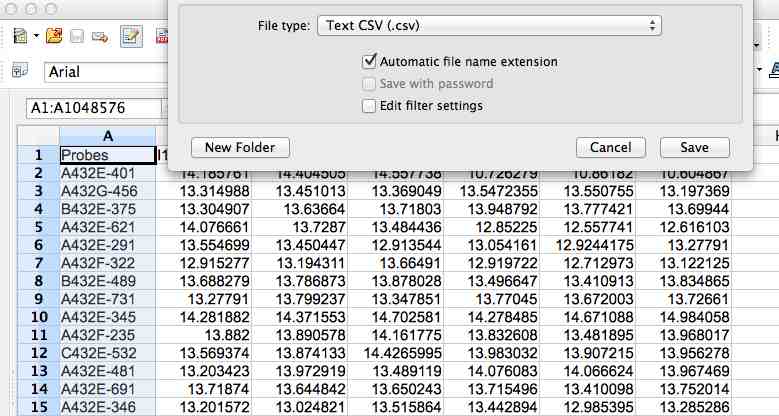 File type: Text CSV (.csv)
Automatic file name extension
Arial
Save with password
Edit filter settings
A1:A1048576
New Folder Cancel Save
A
1 Probes
2 A432E-401 14.185761 14.404505 14.557738 10.726279 10.86182 10.604867
3 A432G-456 13.314988 13.451013 13.369049 13.5472355 13.550755 13.197369
4 B432E-375 13.304907 13.63664 13.71803 13.948792 13.777421 13.69944
5 A432E-621 14.076661 13.7287 13.484436 12.85225 12.557741 12.616103
6 A432E-291 13.554699 13.450447 12.913544 13.054161 12.9244175 13.27791
7 A432F-322 12.915277 13.194311 13.66491 12.919722 12.712973 13.122125
8 B432E-489 13.688279 13.786873 13.878028 13.496647 13.410913 13.834865
9 A432E-731 13.27791 13.799237 13.347851 13.77045 13.672003 13.72661
10 A432E-345 14.281882 14.371553 14.702581 14.278485 14.671088 14.984058
11 A432F-235 13.882 13.890578 14.161775 13.832608 13.481895 13.968017
12 C432E-532 13.569374 13.874133 14.4265995 13.983032 13.907215 13.956278
13 A432E-481 13.203423 13.972919 13.489119 14.076083 14.066624 13.967469
14 A432E-691 13.71874 13.644842 13.650243 13.715496 13.410098 13.752014
15 A432E-346 13.201572 13.024821 13.515864 13.442894 12.985395 13.285286